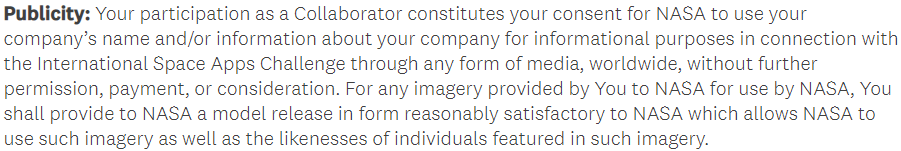 Publicity: Your participation as a Collaborator constitutes your consent for NASA to use your
company’s name and/or information about your company for informational purposes in connection with
the International Space Apps Challenge through any form of media, worldwide, without further
permission, payment, or consideration. For any imagery provided by You to NASA for use by NASA, You
shall provide to NASA a model release in form reasonably satisfactory to NASA which allows NASA to
use such imagery as well as the likenesses of individuals featured in such imagery.